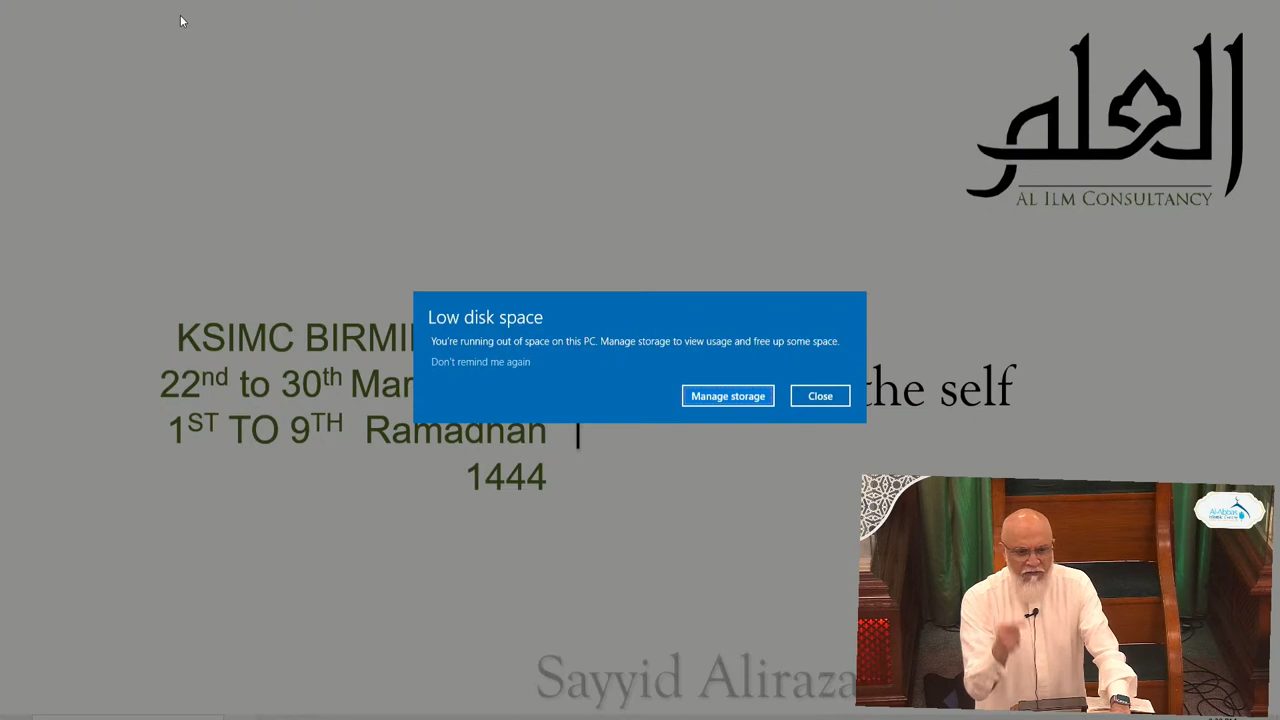 العلم
AL ILM CONSULTANCY
Low disk space
You're running out of space on this PC. Manage storage to view usage and free up some space.
Don't remind me again
Manage storage
Close
KSIMC
22nd to 30th
1ST TO 9TH Ramadhan
1444
the self
Sayyid Aliraza
Al-Abbas